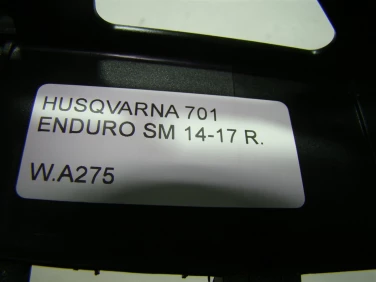 HUSQVARNA 701
ENDURO SM 14-17 R.
W.A275